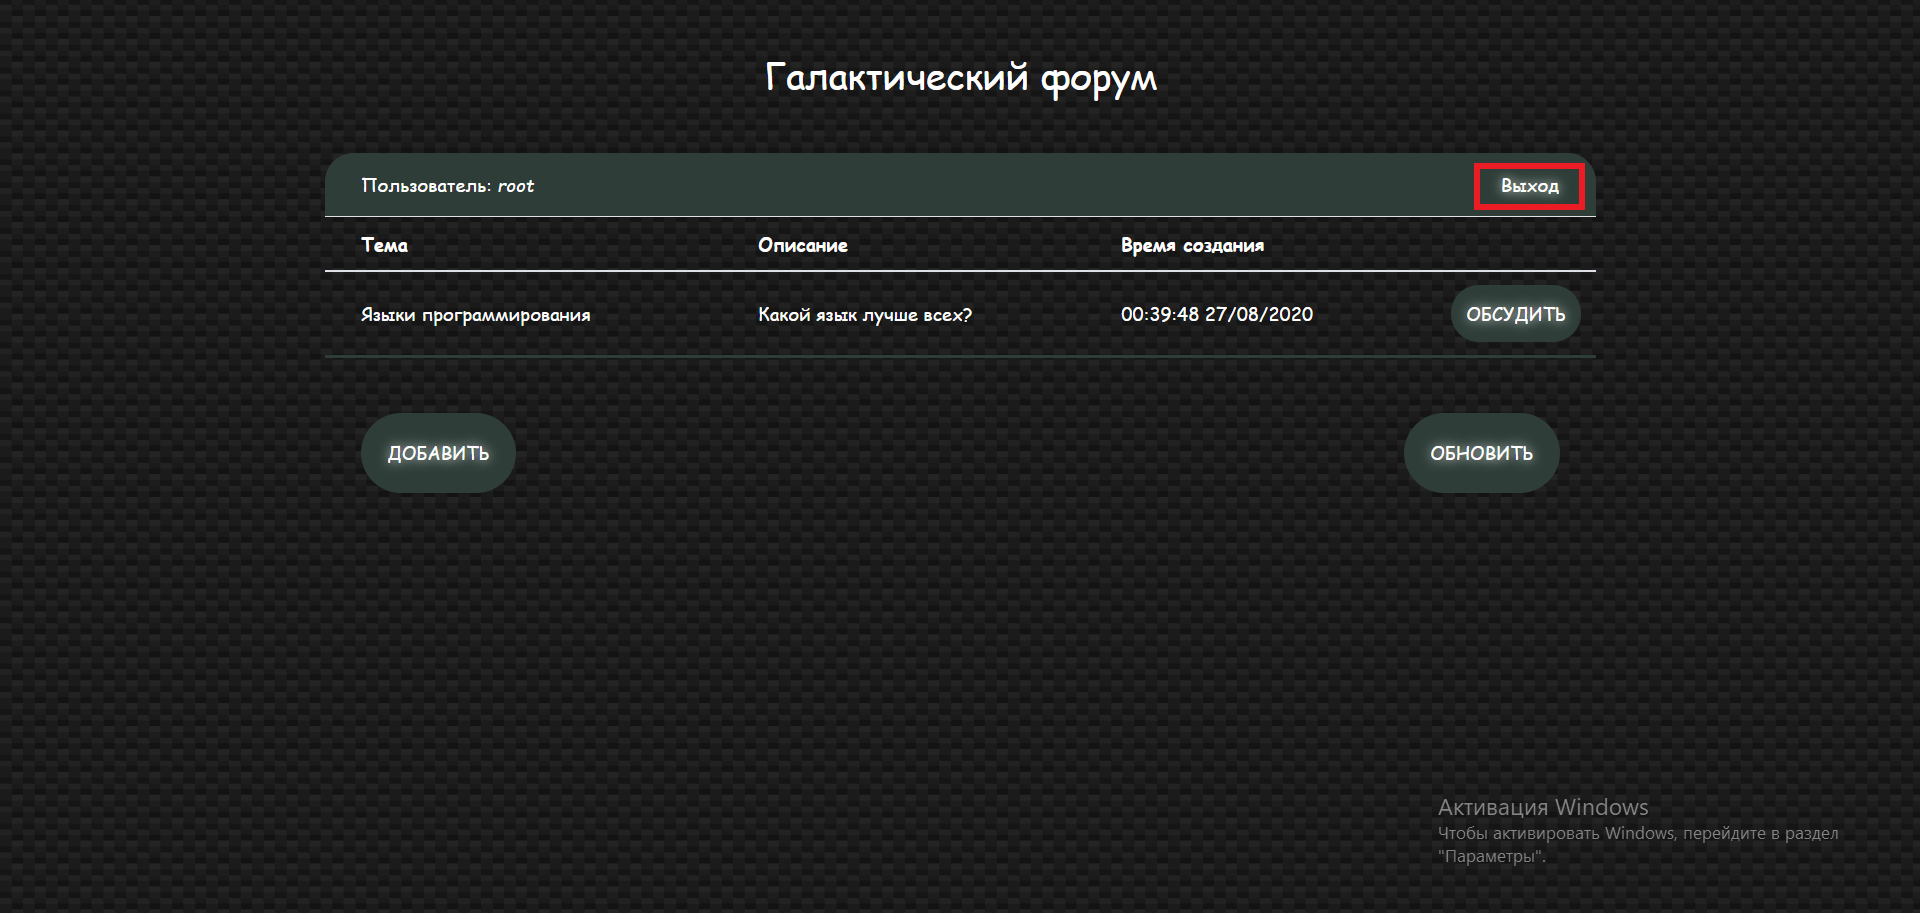 Галактический форум
Пользователь: root Выход
Тема Описание Время создания
Языки программирования Какой язык лучше всех? 00:39:48 27/08/2020 ОБСУДИТЬ
ДОБАВИТЬ ОБНОВИТЬ
Активация Windows
Чтобы активировать Windows, перейдите в раздел
"Параметры".